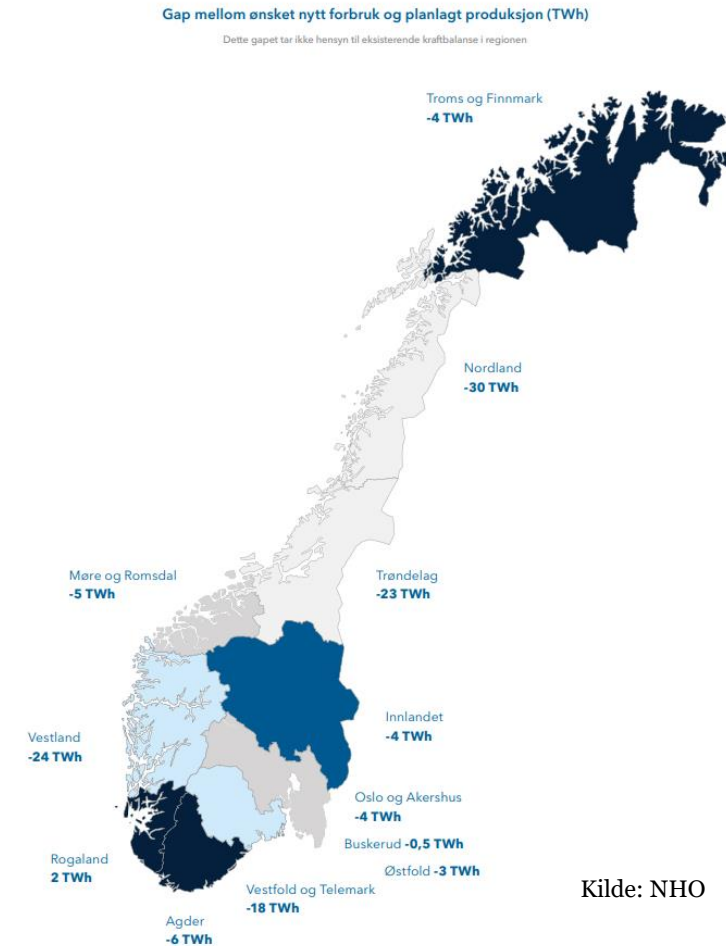 Gap mellom ønsket nytt forbruk og planlagt produksjon (TWh)
Dette gapet tar ikke hensyn til eksisterende kraftbalanse i regionen
Troms og Finnmark
-4 TWh
Nordland
-30 TWh
Møre og Romsdal
-5 TWh
Trøndelag
-23 TWh
Vestland
-24 TWh
Innlandet
-4 TWh
Oslo og Akershus
-4 TWh
Buskerud -0,5 TWh
Østfold -3 TWh
Rogaland
2 TWh
Vestfold og Telemark
-18 TWh
Agder
-6 TWh
Kilde: NHO